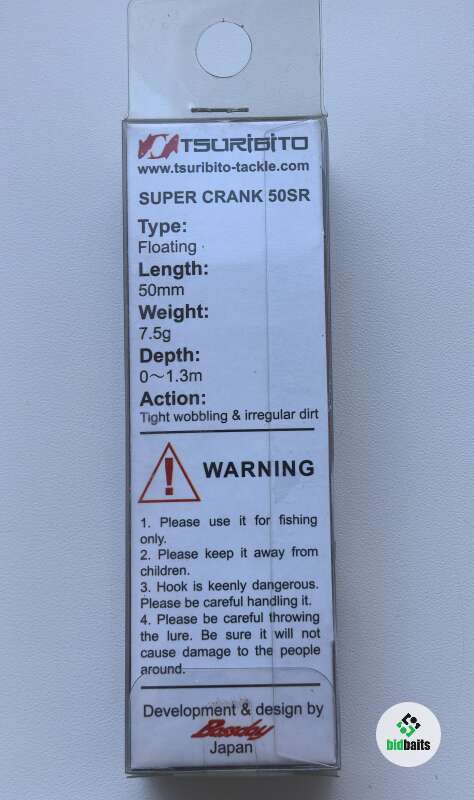 TSURIBITO
www.tsuribito-tackle.com
SUPER CRANK 50SR
Type:
Floating
Length:
50mm
Weight:
7.5g
Depth:
0～1.3m
Action:
Tight wobbling & irregular dirt
WARNING
1. Please use it for fishing
only.
2. Please keep it away from
children.
3. Hook is keenly dangerous.
Please be careful handling it.
4. Please be careful throwing
the lure. Be sure it will not
cause damage to the people
around.
Development & design by
Bassday
Japan
bidbaits